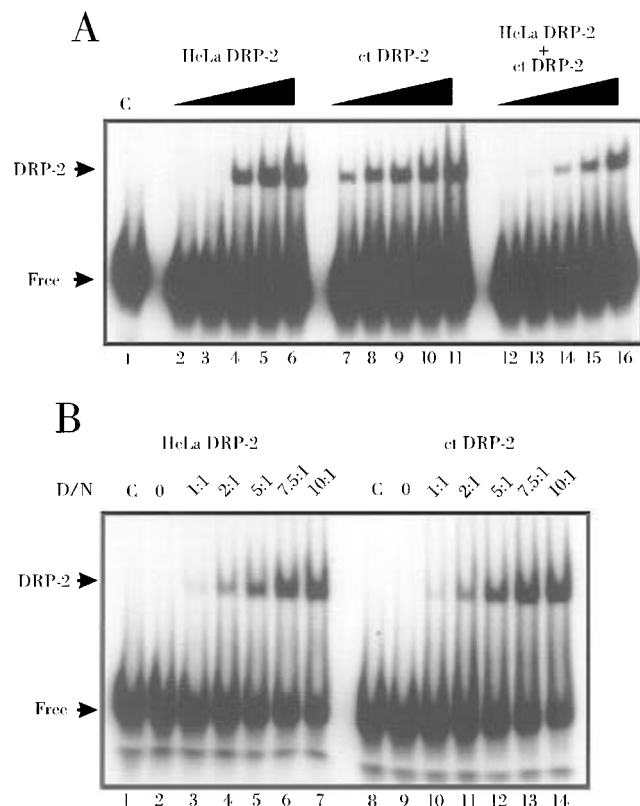 A
HeLa DRP-2
ct DRP-2
HeLa DRP-2
+
ct DRP-2
C
DRP-2
Free
1 2 3 4 5 6 7 8 9 10 11 12 13 14 15 16
B
HeLa DRP-2 ct DRP-2
D/N C 0 1:1 2:1 5:1 7.5:1 10:1 C 0 1:1 2:1 5:1 7.5:1 10:1
DRP-2
Free
1 2 3 4 5 6 7 8 9 10 11 12 13 14